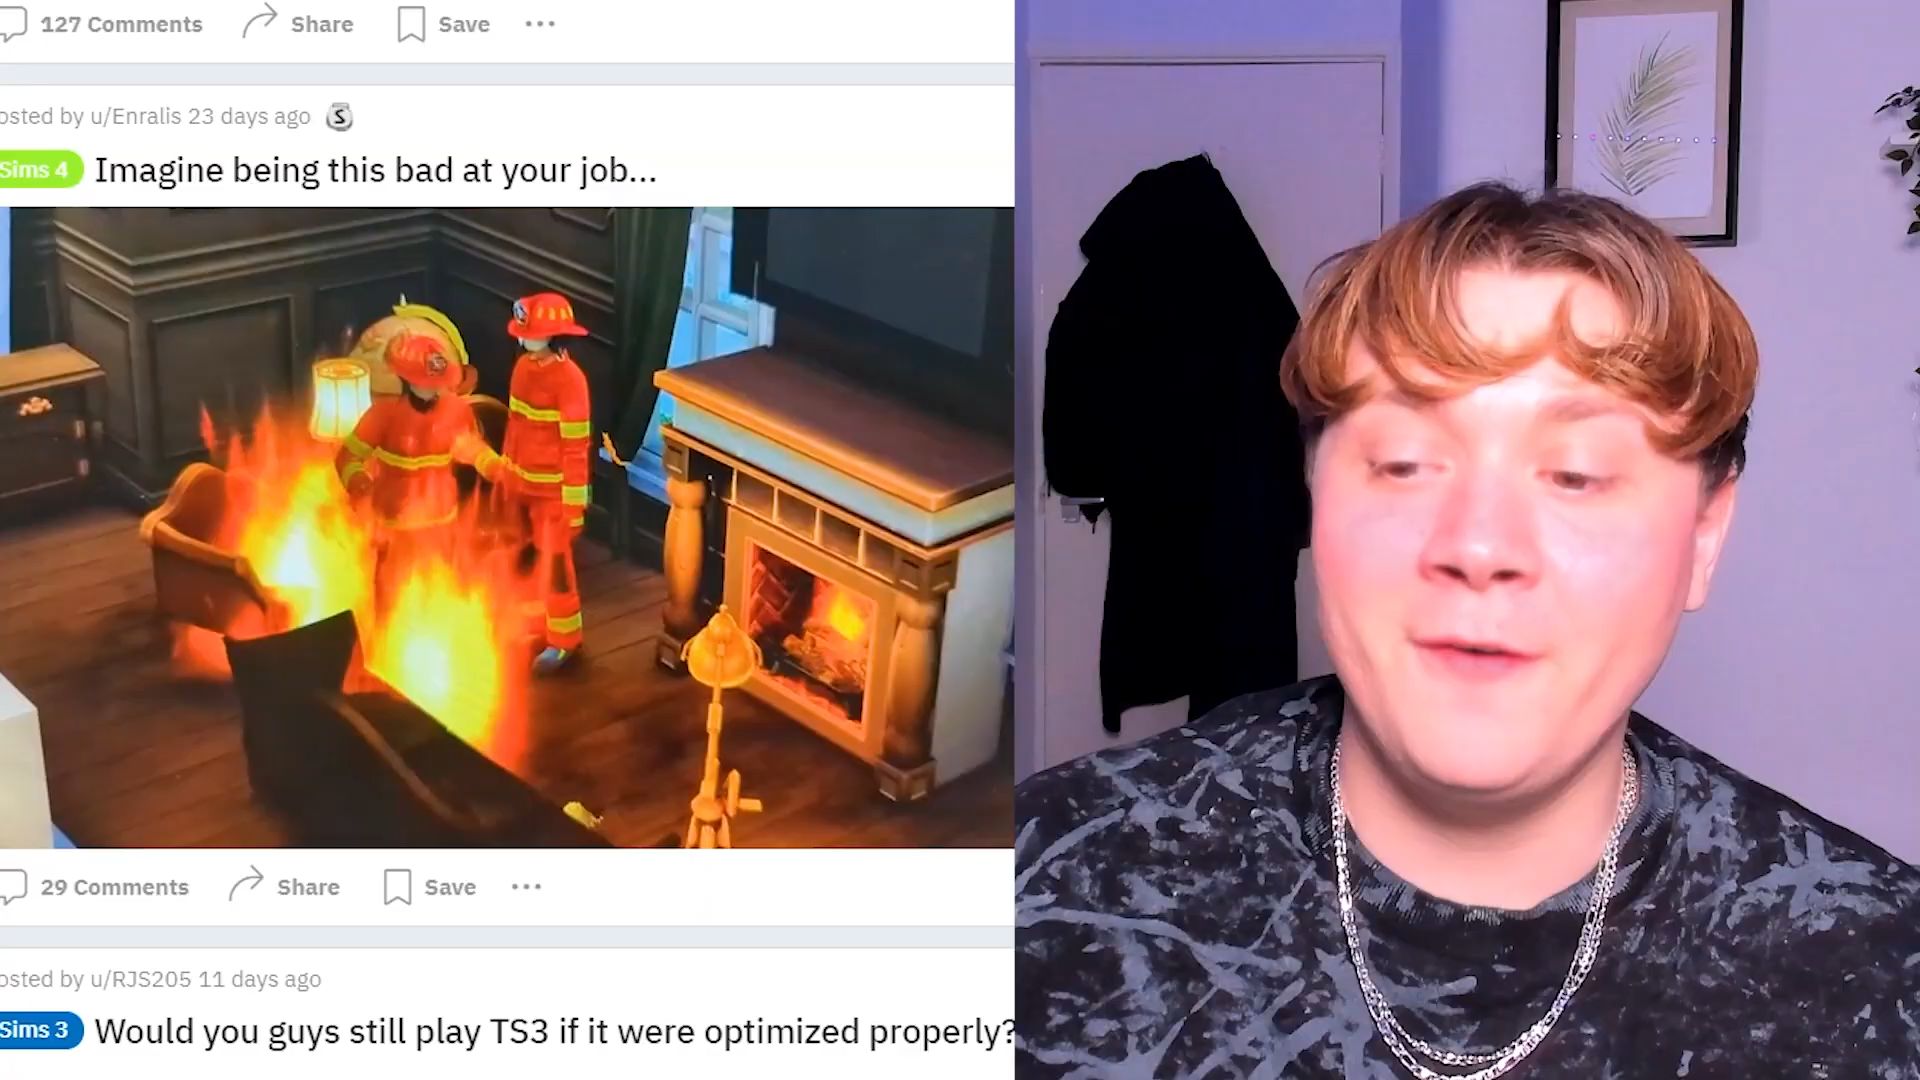 127 Comments Share Save
osted by u/Enralis 23 days ago
Sims 4 Imagine being this bad at your job...
29 Comments Share Save
osted by u/RJS205 11 days ago
Sims 3 Would you guys still play TS3 if it were optimized properly?